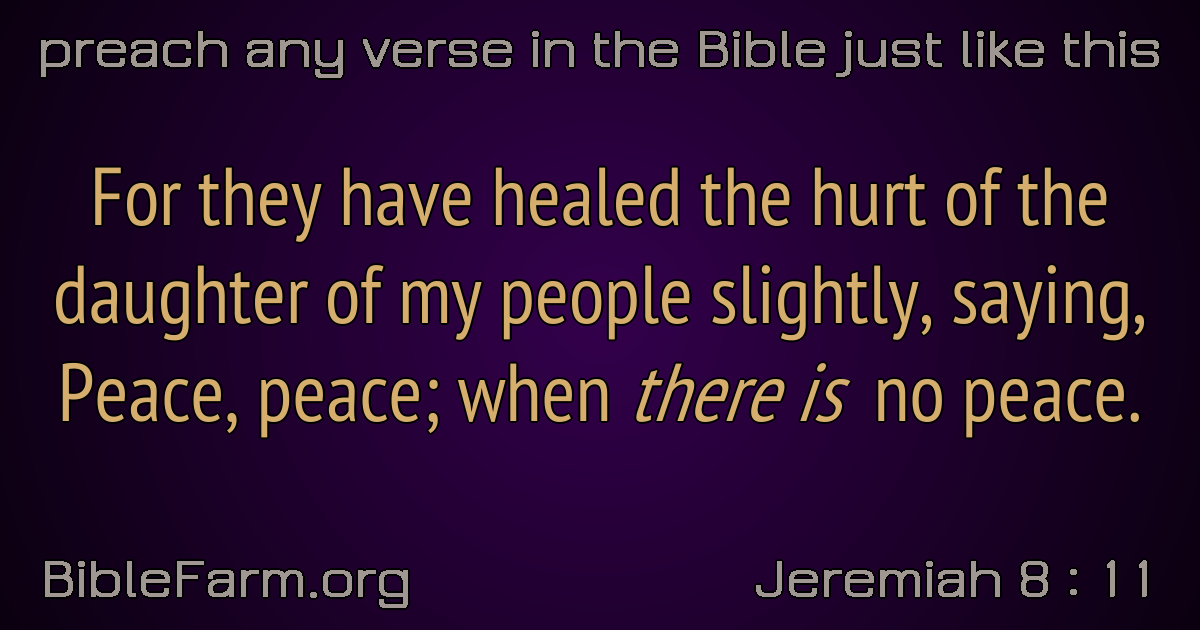 preach any verse in the Bible just like this
For they have healed the hurt of the
daughter of my people slightly, saying,
Peace, peace; when there is no peace.
BibleFarm.org
Jeremiah 8 : 11